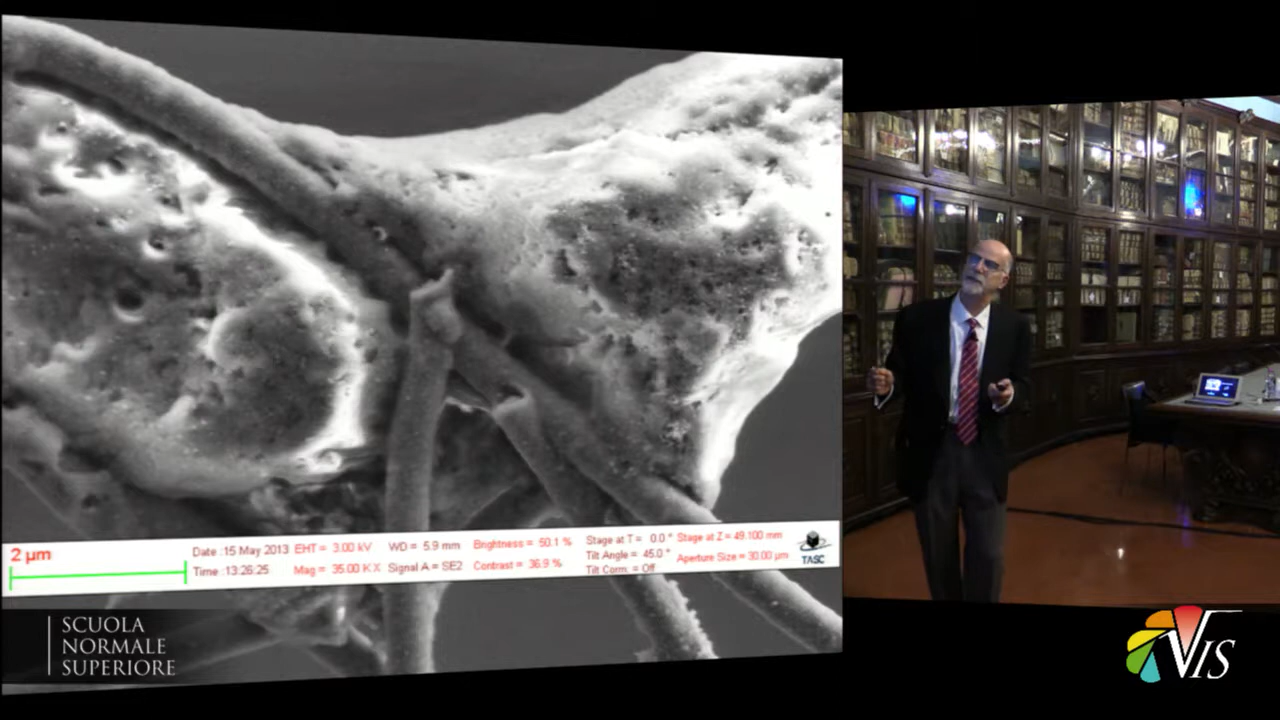 2 µm
Date :15 May 2013 EHT = 3.00 kV WD = 5.9 mm Brightness = 50.1 % Stage at T = 0.0 ° Stage at Z = 49.100 mm
Tilt Angle = 45.0 ° Aperture Size = 30.00 µm
Time :13:26:25 Mag = 35.00 K X Signal A = SE2 Contrast = 36.9 % Tilt Corrn. = Off
TASC
SCUOLA
NORMALE
SUPERIORE
VIS